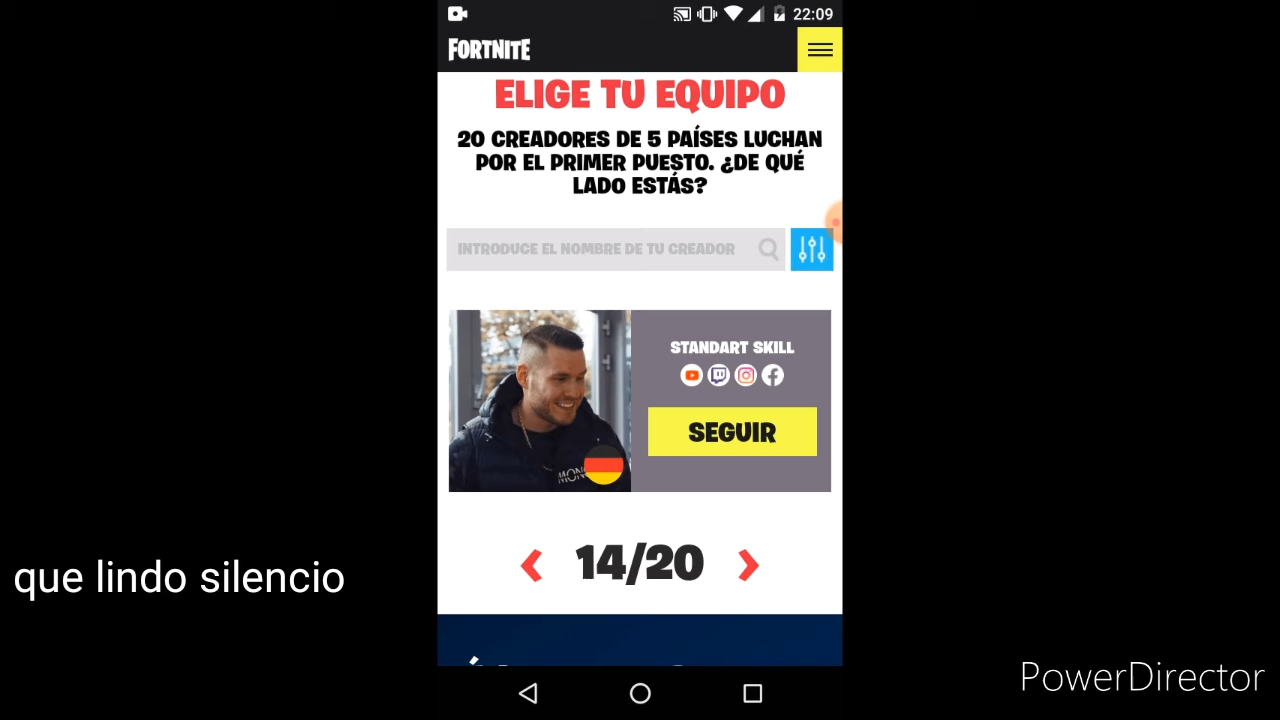 22:09
FORTNITE
ELIGE TU EQUIPO
20 CREADORES DE 5 PAÍSES LUCHAN
POR EL PRIMER PUESTO. ¿DE QUÉ
LADO ESTÁS?
INTRODUCE EL NOMBRE DE TU CREADOR
STANDART SKILL
SEGUIR
MON
14/20
que lindo silencio
PowerDirector